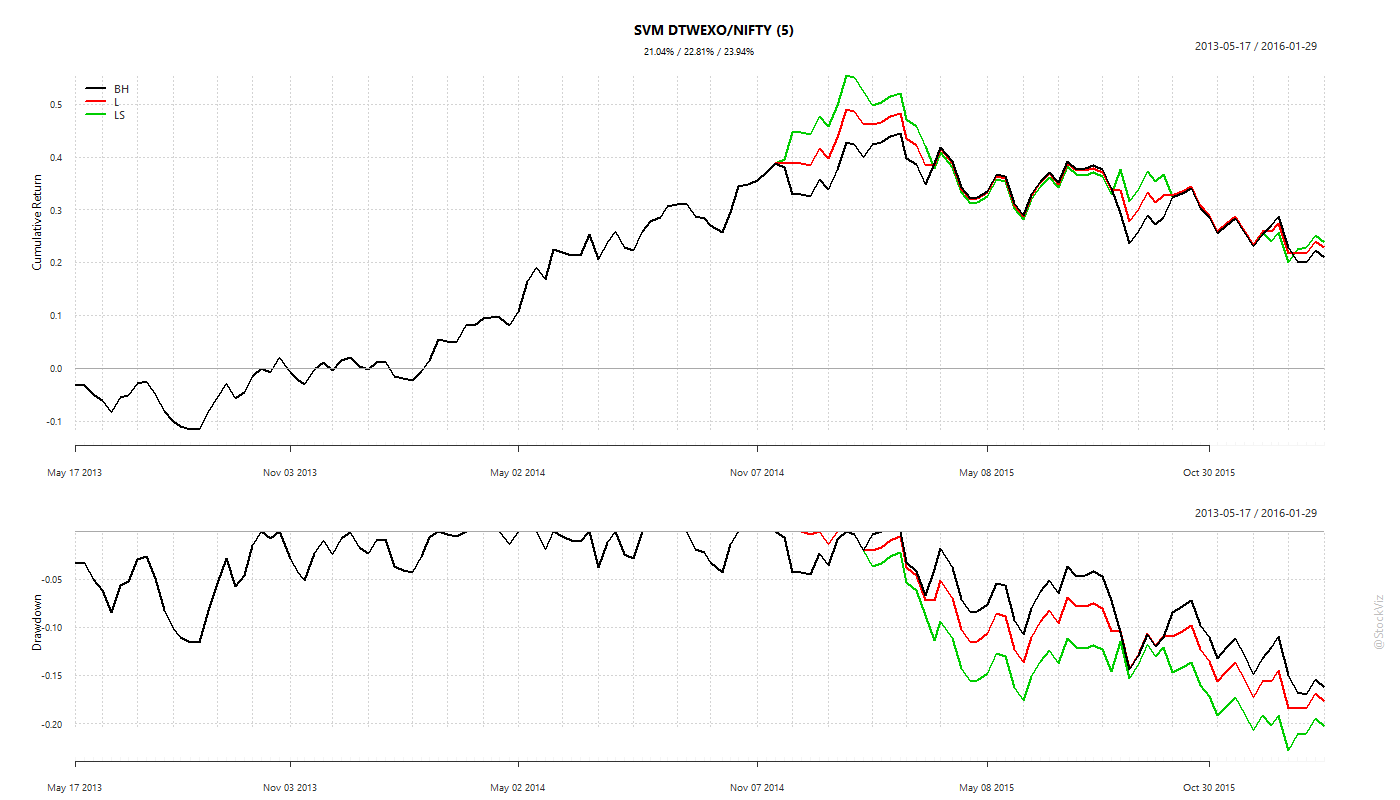 SVM DTWEXO/NIFTY (5)
21.04% / 22.81% / 23.94%
2013-05-17 / 2016-01-29
BH
L
LS
Cumulative Return
0.5
0.4
0.3
0.2
0.1
0.0
-0.1
May 17 2013
Nov 03 2013
May 02 2014
Nov 07 2014
May 08 2015
Oct 30 2015
2013-05-17 / 2016-01-29
Drawdown
-0.05
-0.10
-0.15
-0.20
May 17 2013
Nov 03 2013
May 02 2014
Nov 07 2014
May 08 2015
Oct 30 2015
@StockViz